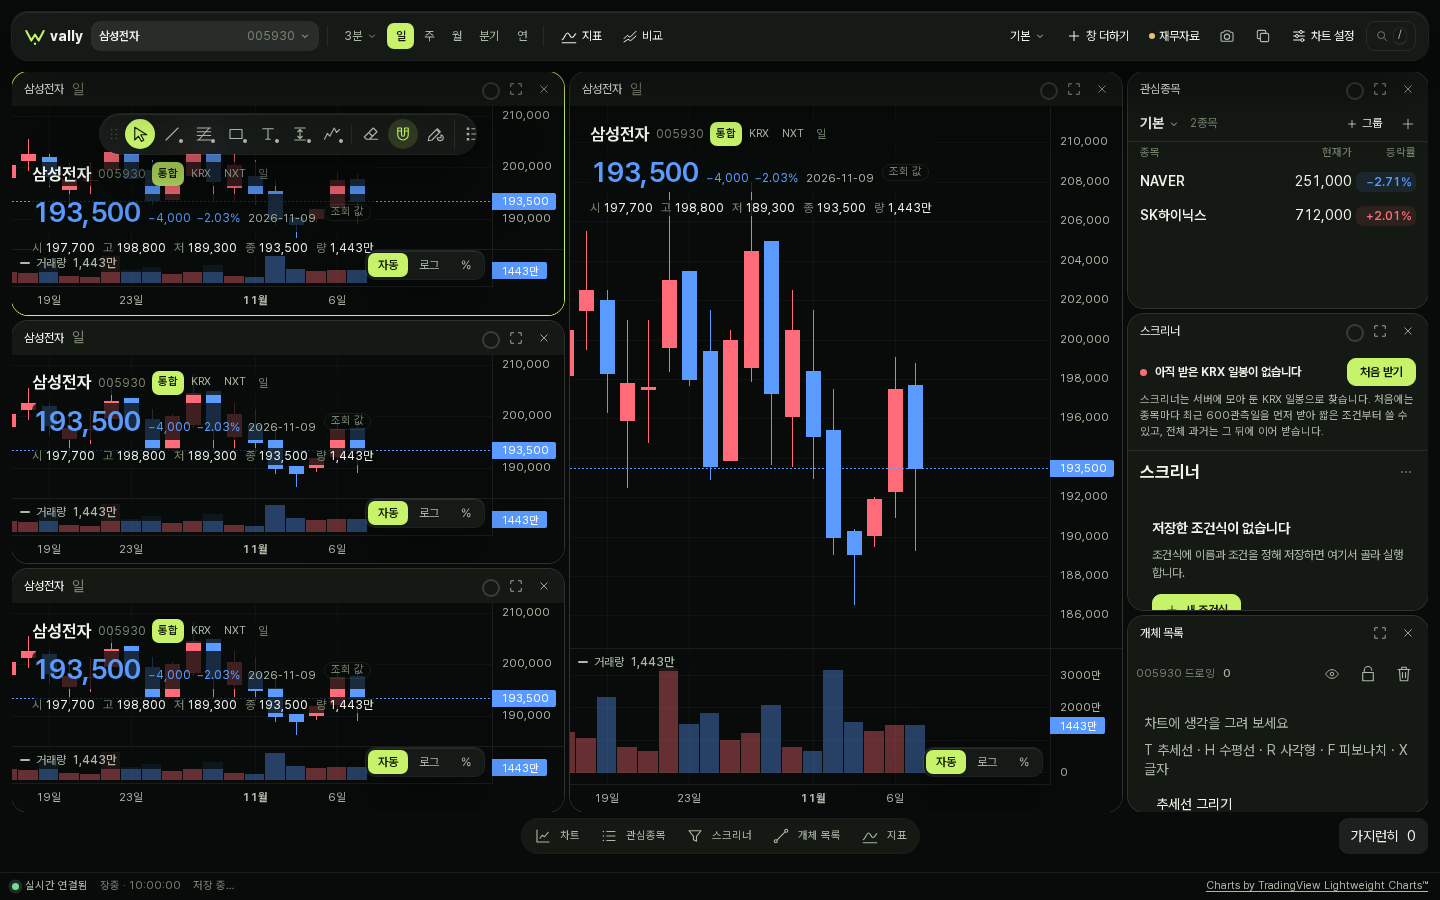 vally
삼성전자 005930
3분 일 주 월 분기 연
지표 비교
기본 창 더하기 재무자료 차트 설정 /
삼성전자 일
210,000
200,000
193,500
190,000
삼성전자 005930 통합 KRX NXT 일
193,500 −4,000 −2.03% 2026-11-09 조회 값
시 197,700 고 198,800 저 189,300 종 193,500 량 1,443만
거래량 1,443만
자동 로그 %
1443만
19일 23일 11월 6일
삼성전자 일
210,000
200,000
193,500
190,000
삼성전자 005930 통합 KRX NXT 일
193,500 −4,000 −2.03% 2026-11-09 조회 값
시 197,700 고 198,800 저 189,300 종 193,500 량 1,443만
거래량 1,443만
자동 로그 %
1443만
19일 23일 11월 6일
삼성전자 일
210,000
200,000
193,500
190,000
삼성전자 005930 통합 KRX NXT 일
193,500 −4,000 −2.03% 2026-11-09 조회 값
시 197,700 고 198,800 저 189,300 종 193,500 량 1,443만
거래량 1,443만
자동 로그 %
1443만
19일 23일 11월 6일
삼성전자 일
삼성전자 005930 통합 KRX NXT 일
193,500 −4,000 −2.03% 2026-11-09 조회 값
시 197,700 고 198,800 저 189,300 종 193,500 량 1,443만
210,000
208,000
206,000
204,000
202,000
200,000
198,000
196,000
193,500
192,000
190,000
188,000
186,000
거래량 1,443만
3000만
2000만
1443만
0
자동 로그 %
19일 23일 11월 6일
관심종목
기본 2종목 그룹
종목 현재가 등락률
NAVER 251,000 −2.71%
SK하이닉스 712,000 +2.01%
스크리너
아직 받은 KRX 일봉이 없습니다 처음 받기
스크리너는 서버에 모아 둔 KRX 일봉으로 찾습니다. 처음에는
종목마다 최근 600관측일을 먼저 받아 짧은 조건부터 쓸 수
있고, 전체 과거는 그 뒤에 이어 받습니다.
스크리너
저장한 조건식이 없습니다
조건식에 이름과 조건을 정해 저장하면 여기서 골라 실행
합니다.
새 조건식
개체 목록
005930 드로잉 0
차트에 생각을 그려 보세요
T 추세선 · H 수평선 · R 사각형 · F 피보나치 · X
글자
추세선 그리기
차트 관심종목 스크리너 개체 목록 지표
가지런히 0
실시간 연결됨 장중 · 10:00:00 저장 중…
Charts by TradingView Lightweight Charts™